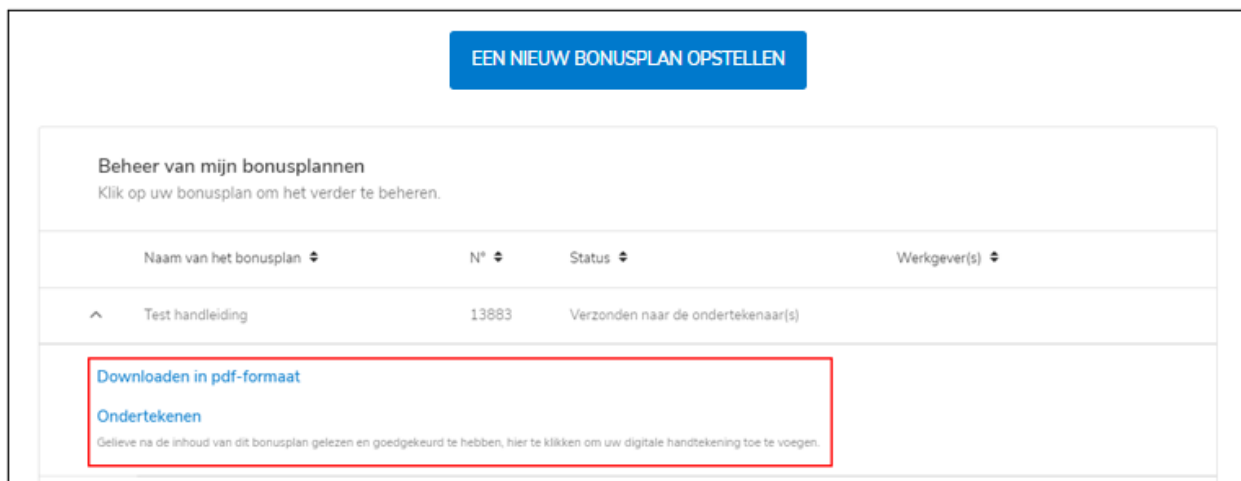 EEN NIEUW BONUSPLAN OPSTELLEN
Beheer van mijn bonusplannen
Klik op uw bonusplan om het verder te beheren.
Naam van het bonusplan N° Status Werkgever(s)
Test handleiding 13883 Verzonden naar de ondertekenaar(s)
Downloaden in pdf-formaat
Ondertekenen
Gelieve na de inhoud van dit bonusplan gelezen en goedgekeurd te hebben, hier te klikken om uw digitale handtekening toe te voegen.